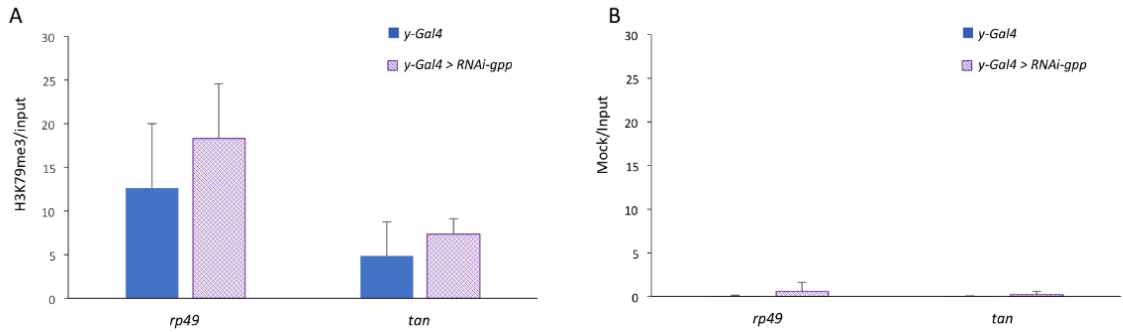 A
H3K79me3/input
30
25
20
15
10
5
0
y-Gal4
y-Gal4 > RNAi-gpp
rp49
tan
B
Mock/Input
30
25
20
15
10
5
0
y-Gal4
y-Gal4 > RNAi-gpp
rp49
tan